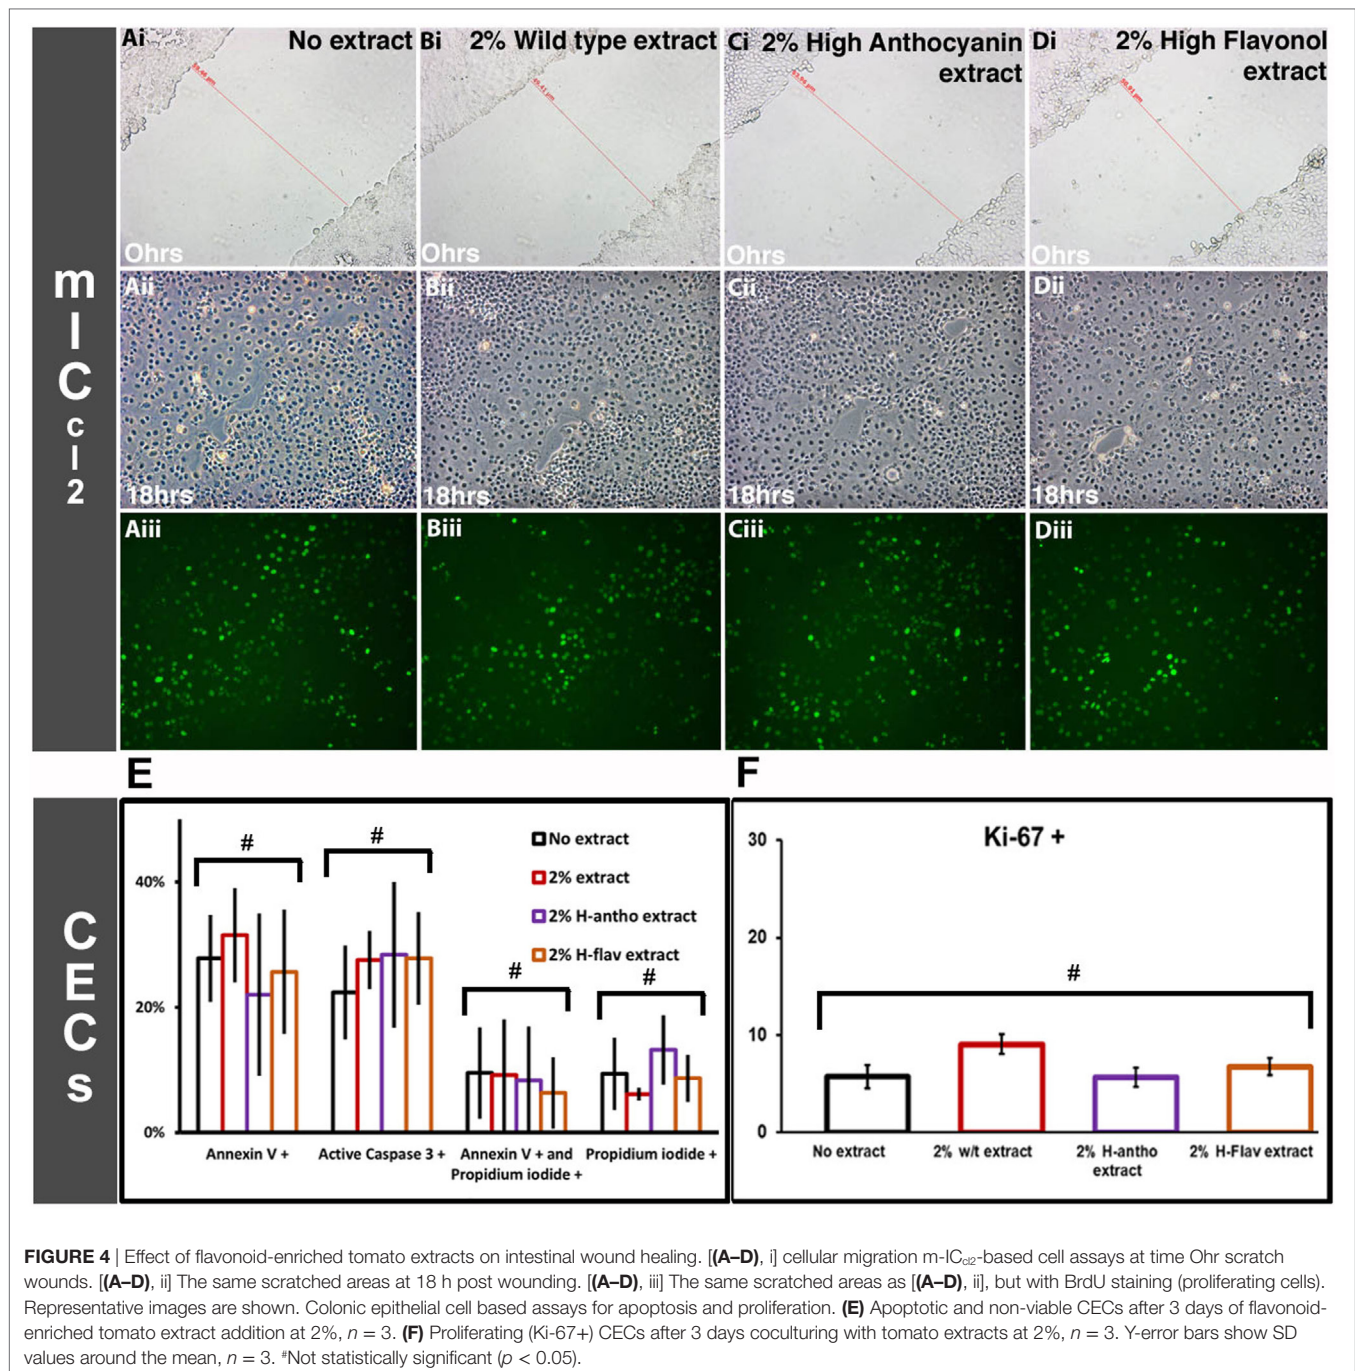 Ai No extract
Bi 2% Wild type extract
Ci 2% High Anthocyanin
extract
Di 2% High Flavonol
extract
Ohrs
Ohrs
Ohrs
Ohrs
m
I
C
c
l
2
Aii
Bii
Cii
Dii
18hrs
18hrs
18hrs
18hrs
Aiii
Biii
Ciii
Diii
E
F
C
E
C
s
#
#
#
#
No extract
2% extract
2% H-antho extract
2% H-flav extract
40%
20%
0%
Annexin V +
Active Caspase 3 +
Annexin V + and
Propidium iodide +
Propidium iodide +
Ki-67 +
#
30
20
10
0
No extract
2% w/t extract
2% H-antho
extract
2% H-Flav extract
FIGURE 4 | Effect of flavonoid-enriched tomato extracts on intestinal wound healing. [(A–D), i] cellular migration m-ICcl2-based cell assays at time Ohr scratch
wounds. [(A–D), ii] The same scratched areas at 18 h post wounding. [(A–D), iii] The same scratched areas as [(A–D), ii], but with BrdU staining (proliferating cells).
Representative images are shown. Colonic epithelial cell based assays for apoptosis and proliferation. (E) Apoptotic and non-viable CECs after 3 days of flavonoid-
enriched tomato extract addition at 2%, n = 3. (F) Proliferating (Ki-67+) CECs after 3 days coculturing with tomato extracts at 2%, n = 3. Y-error bars show SD
values around the mean, n = 3. #Not statistically significant (p < 0.05).